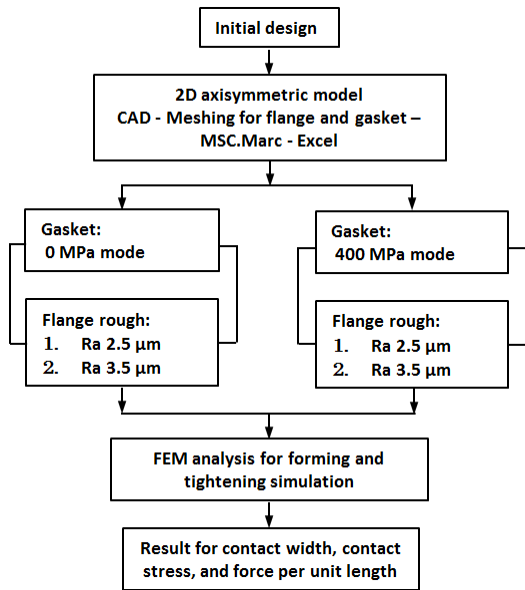 Initial design
2D axisymmetric model
CAD - Meshing for flange and gasket –
MSC.Marc - Excel
Gasket:
0 MPa mode
Gasket:
400 MPa mode
Flange rough:
1. Ra 2.5 µm
2. Ra 3.5 µm
Flange rough:
1. Ra 2.5 µm
2. Ra 3.5 µm
FEM analysis for forming and
tightening simulation
Result for contact width, contact
stress, and force per unit length